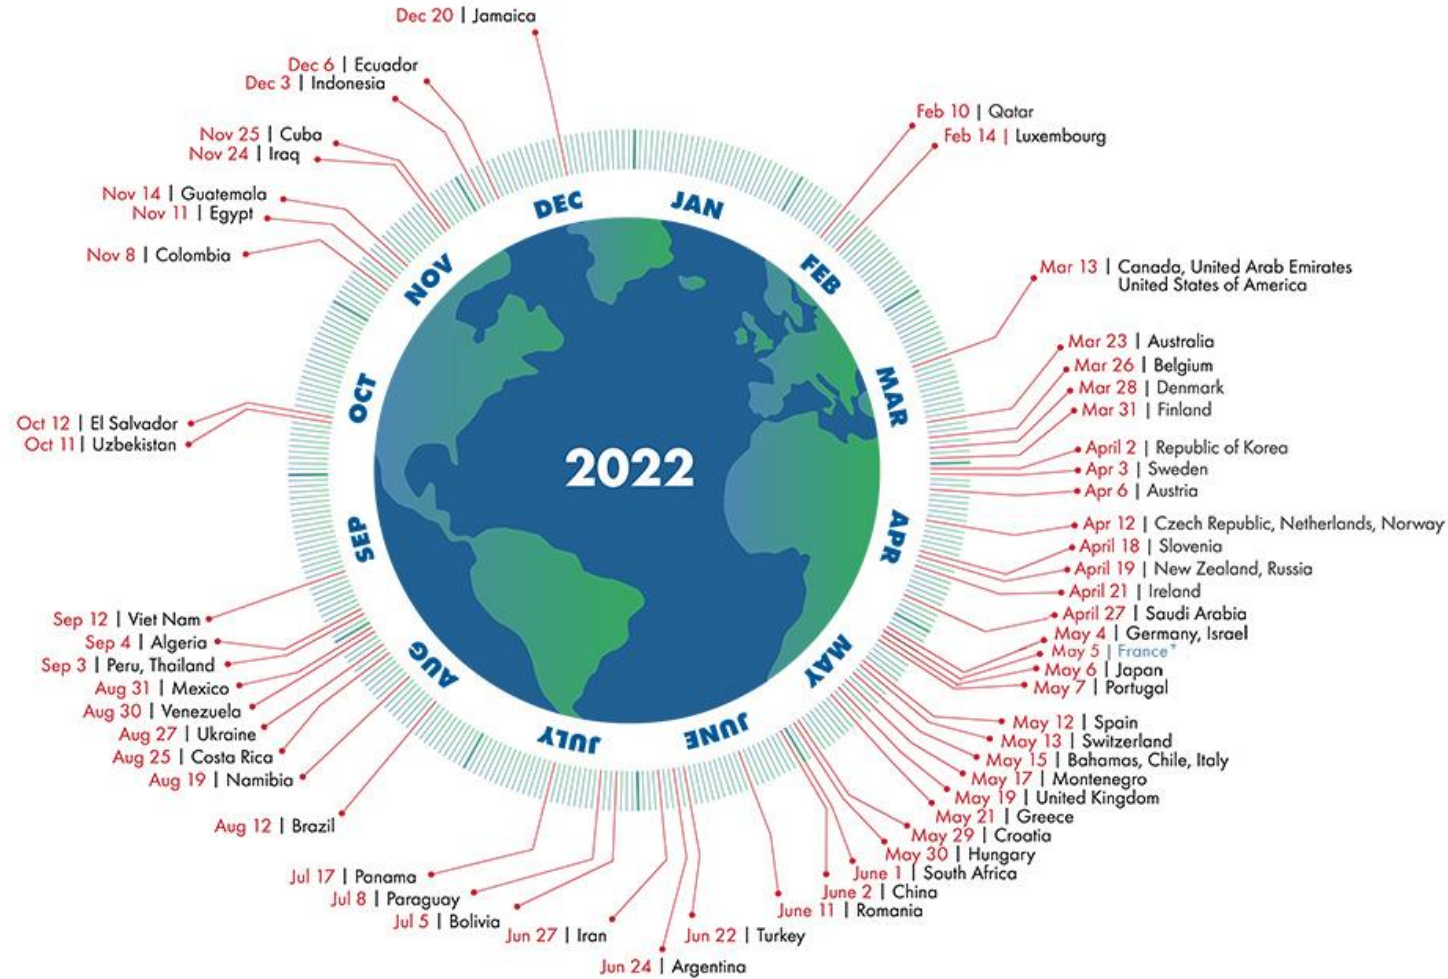 Dec 20 | Jamaica
Dec 6 | Ecuador
Dec 3 | Indonesia
Nov 25 | Cuba
Nov 24 | Iraq
Nov 14 | Guatemala
Nov 11 | Egypt
Nov 8 | Colombia
Oct 12 | El Salvador
Oct 11 | Uzbekistan
Sep 12 | Viet Nam
Sep 4 | Algeria
Sep 3 | Peru, Thailand
Aug 31 | Mexico
Aug 30 | Venezuela
Aug 27 | Ukraine
Aug 25 | Costa Rica
Aug 19 | Namibia
Aug 12 | Brazil
Jul 17 | Panama
Jul 8 | Paraguay
Jul 5 | Bolivia
Jun 27 | Iran
Jun 24 | Argentina
Jun 22 | Turkey
Feb 10 | Qatar
Feb 14 | Luxembourg
Mar 13 | Canada, United Arab Emirates
United States of America
Mar 23 | Australia
Mar 26 | Belgium
Mar 28 | Denmark
Mar 31 | Finland
April 2 | Republic of Korea
Apr 3 | Sweden
Apr 6 | Austria
Apr 12 | Czech Republic, Netherlands, Norway
April 18 | Slovenia
April 19 | New Zealand, Russia
April 21 | Ireland
April 27 | Saudi Arabia
May 4 | Germany, Israel
May 5 | France*
May 6 | Japan
May 7 | Portugal
May 12 | Spain
May 13 | Switzerland
May 15 | Bahamas, Chile, Italy
May 17 | Montenegro
May 19 | United Kingdom
May 21 | Greece
May 29 | Croatia
May 30 | Hungary
June 1 | South Africa
June 2 | China
June 11 | Romania
JAN
FEB
MAR
APR
MAY
JUNE
JULY
AUG
SEP
OCT
NOV
DEC
2022